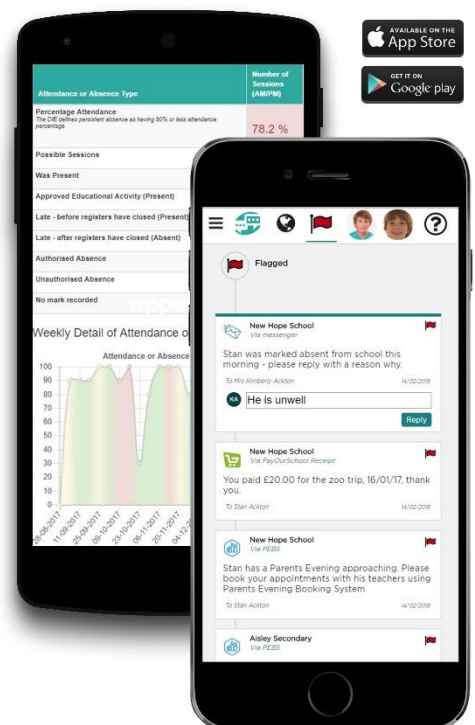 AVAILABLE ON THE
App Store
GET IT ON
Google play
Attendance or Absence Type
Number of
Sessions
(AM/PM)
Percentage Attendance
The DfE defines persistent absence as having 90% or less attendance
percentage
78.2 %
Possible Sessions
Was Present
Approved Educational Activity (Present)
Late - before registers have closed (Present)
Late - after registers have closed (Absent)
Authorised Absence
Unauthorised Absence
No mark recorded
Weekly Detail of Attendance o
Attendance or Absence
100
90
80
70
60
50
40
30
20
10
0
28-08-2017
11-09-2017
25-09-2017
09-10-2017
23-10-2017
06-11-2017
20-11-2017
04-12-
?
Flagged
New Hope School
Via messenger
Stan was marked absent from school this
morning - please reply with a reason why.
To Mrs Kimberly Ackton
14/02/2018
KA
He is unwell
Reply
New Hope School
Via PayOurSchool Receipt
You paid £20.00 for the zoo trip, 16/01/17, thank
you.
To Stan Ackton
14/02/2018
New Hope School
Via PEBS
Stan has a Parents Evening approaching. Please
book your appointments with his teachers using
Parents Evening Booking System
To Stan Ackton
14/02/2018
Aisley Secondary
Via PEBS